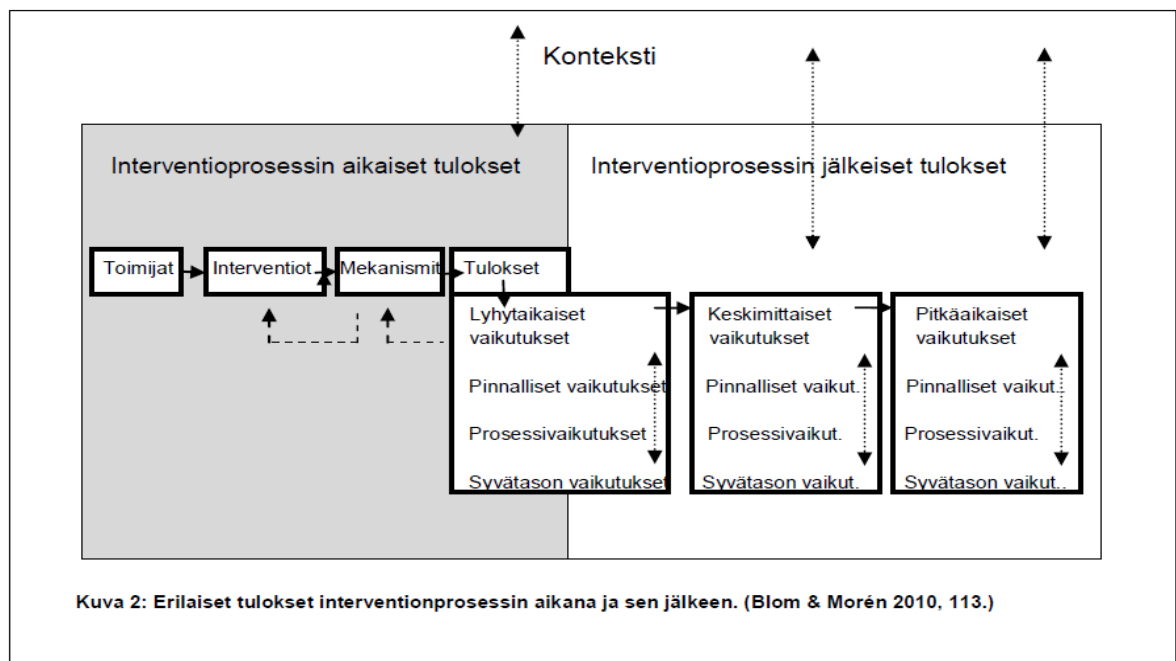 Konteksti
Interventioprosessin aikaiset tulokset
Interventioprosessin jälkeiset tulokset
Toimijat
Interventiot
Mekanismit
Tulokset
Lyhytaikaiset
vaikutukset
Pinnalliset vaikutukset
Prosessivaikutukset
Syvätason vaikutukset
Keskimittaiset
vaikutukset
Pinnalliset vaikut.
Prosessivaikut.
Syvätason vaikut.
Pitkäaikaiset
vaikutukset
Pinnalliset vaikut..
Prosessivaikut.
Syvätason vaikut..
Kuva 2: Erilaiset tulokset interventionprosessin aikana ja sen jälkeen. (Blom & Morén 2010, 113.)